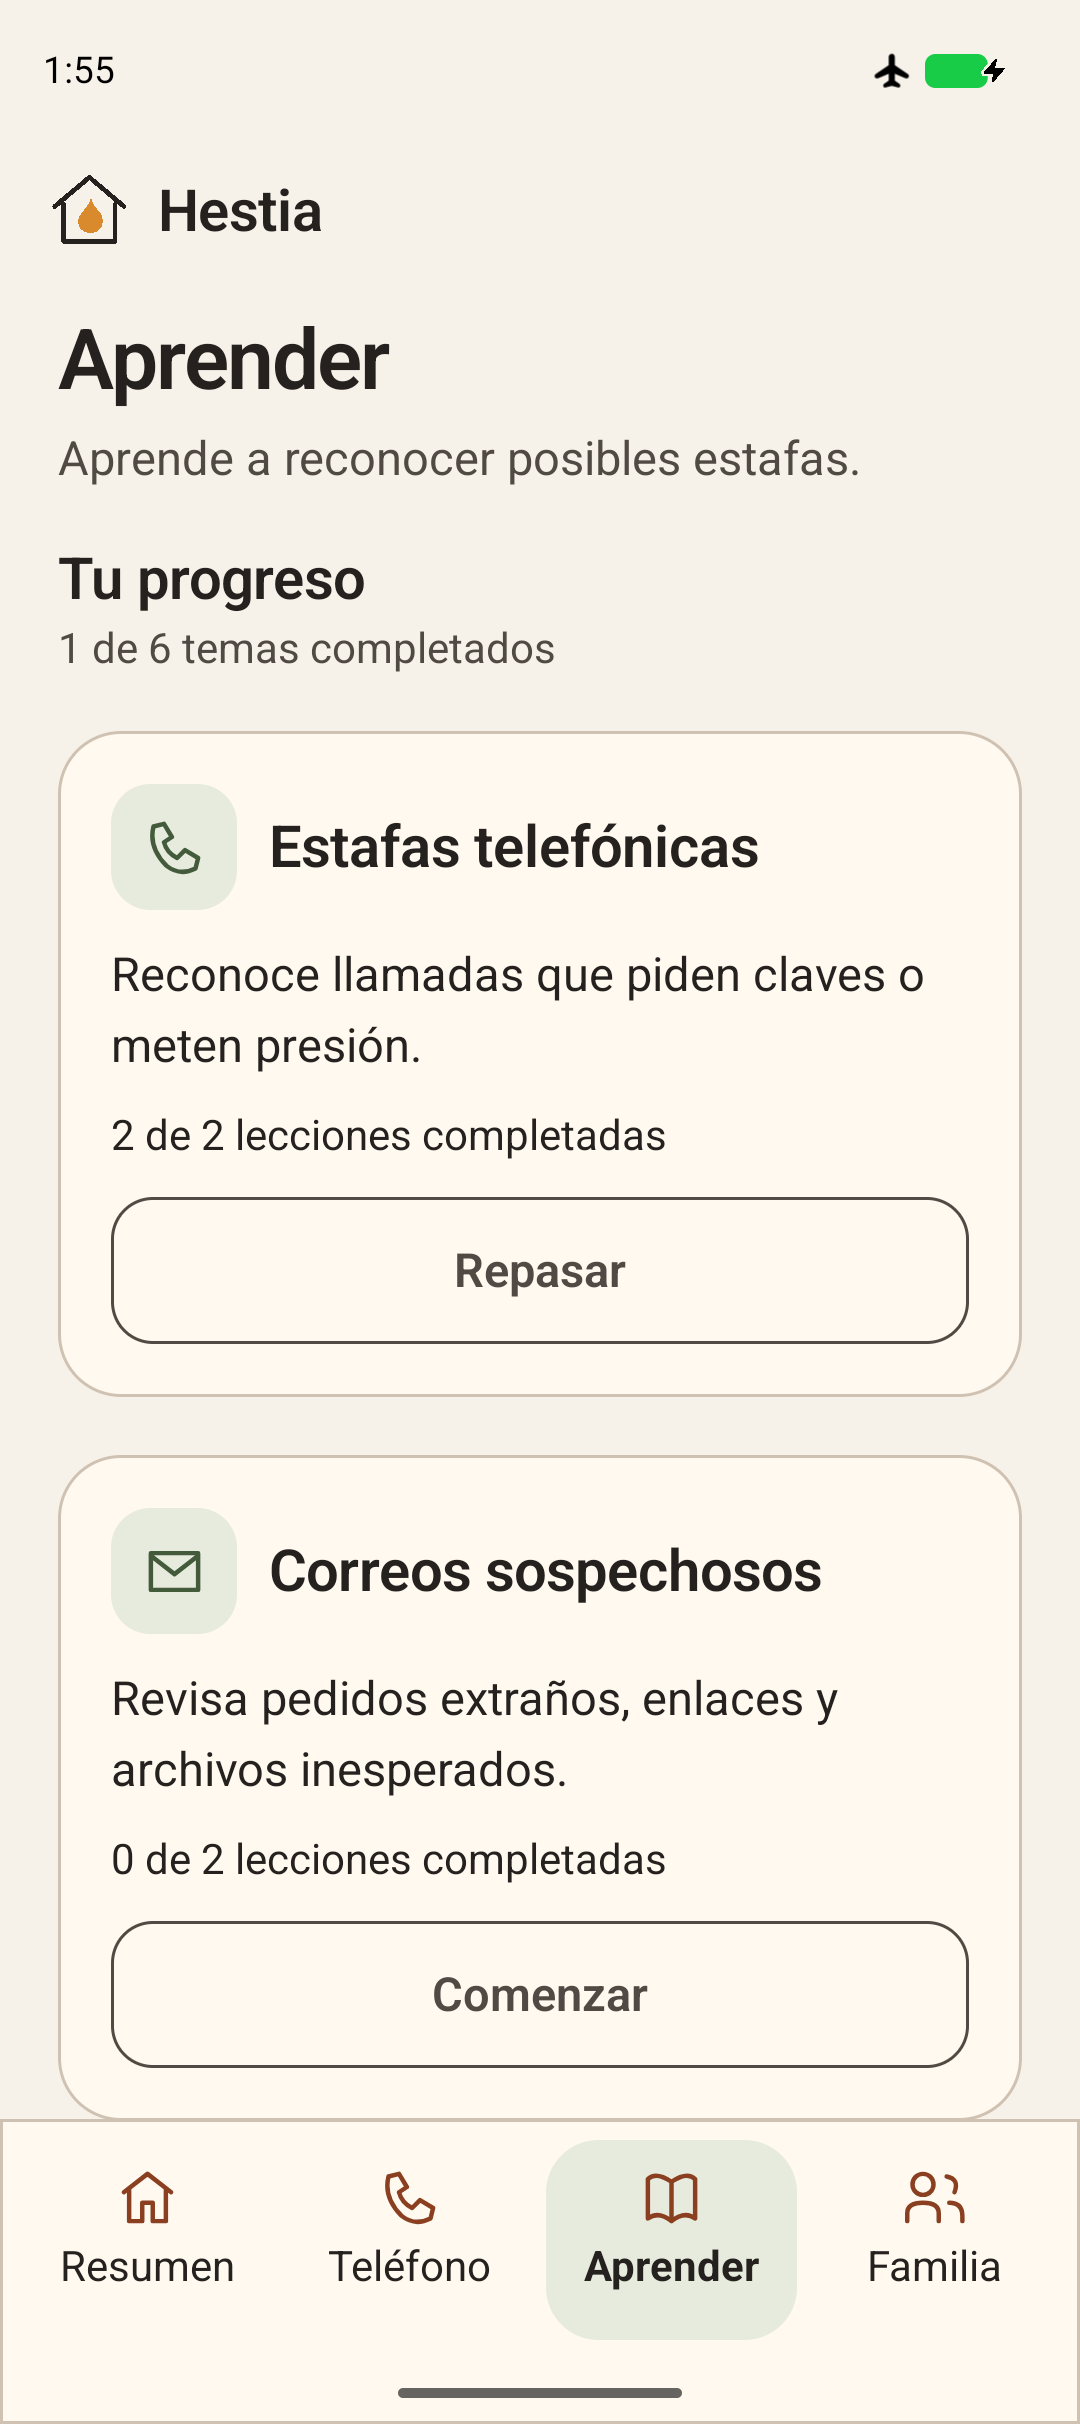 1:55
Hestia
Aprender
Aprende a reconocer posibles estafas.
Tu progreso
1 de 6 temas completados
Estafas telefónicas
Reconoce llamadas que piden claves o
meten presión.
2 de 2 lecciones completadas
Repasar
Correos sospechosos
Revisa pedidos extraños, enlaces y
archivos inesperados.
0 de 2 lecciones completadas
Comenzar
Resumen
Teléfono
Aprender
Familia